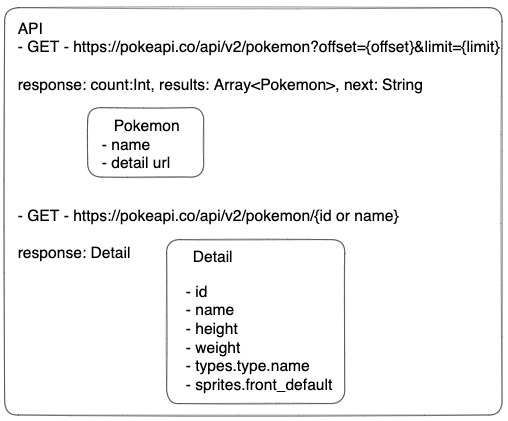 API
- GET - https://pokeapi.co/api/v2/pokemon?offset={offset}&limit={limit}
response: count:Int, results: Array<Pokemon>, next: String
Pokemon
- name
- detail url
- GET - https://pokeapi.co/api/v2/pokemon/{id or name}
response: Detail
Detail
- id
- name
- height
- weight
- types.type.name
- sprites.front_default